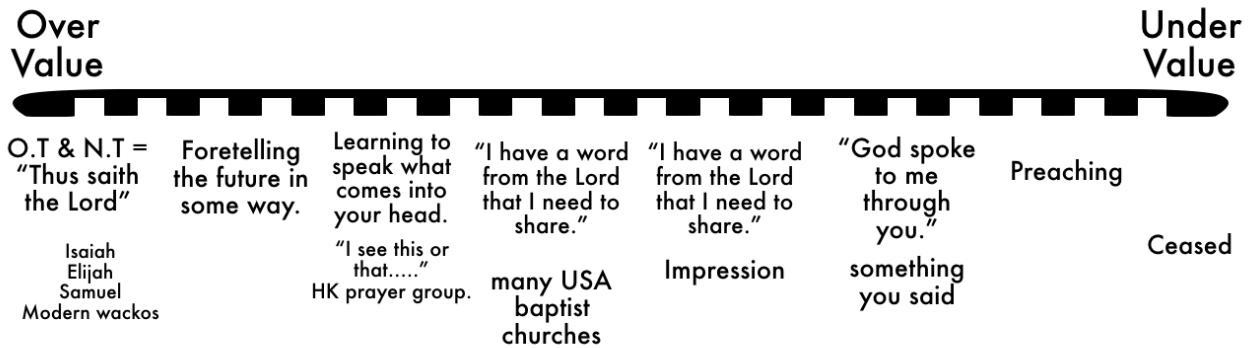 Over
Value
Under
Value
O.T & N.T =
“Thus saith
the Lord”
Isaiah
Elijah
Samuel
Modern wackos
Foretelling
the future in
some way.
Learning to
speak what
comes into
your head.
“I see this or
that.....”
HK prayer group.
“I have a word
from the Lord
that I need to
share.”
many USA
baptist
churches
“I have a word
from the Lord
that I need to
share.”
Impression
“God spoke
to me
through
you.”
something
you said
Preaching
Ceased